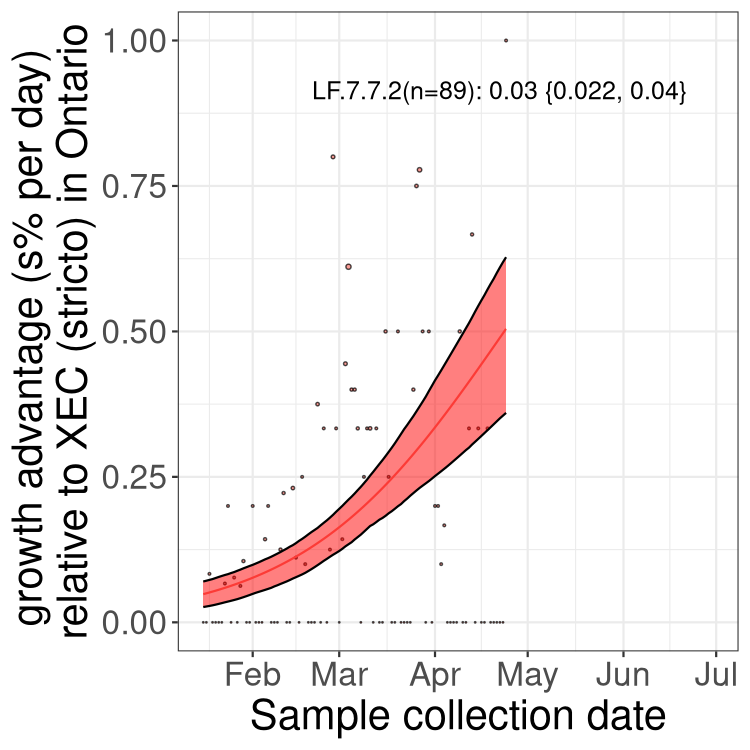 growth advantage (s% per day)
relative to XEC (stricto) in Ontario
1.00
0.75
0.50
0.25
0.00
LF.7.7.2(n=89): 0.03 {0.022, 0.04}
Feb Mar Apr May Jun Jul
Sample collection date